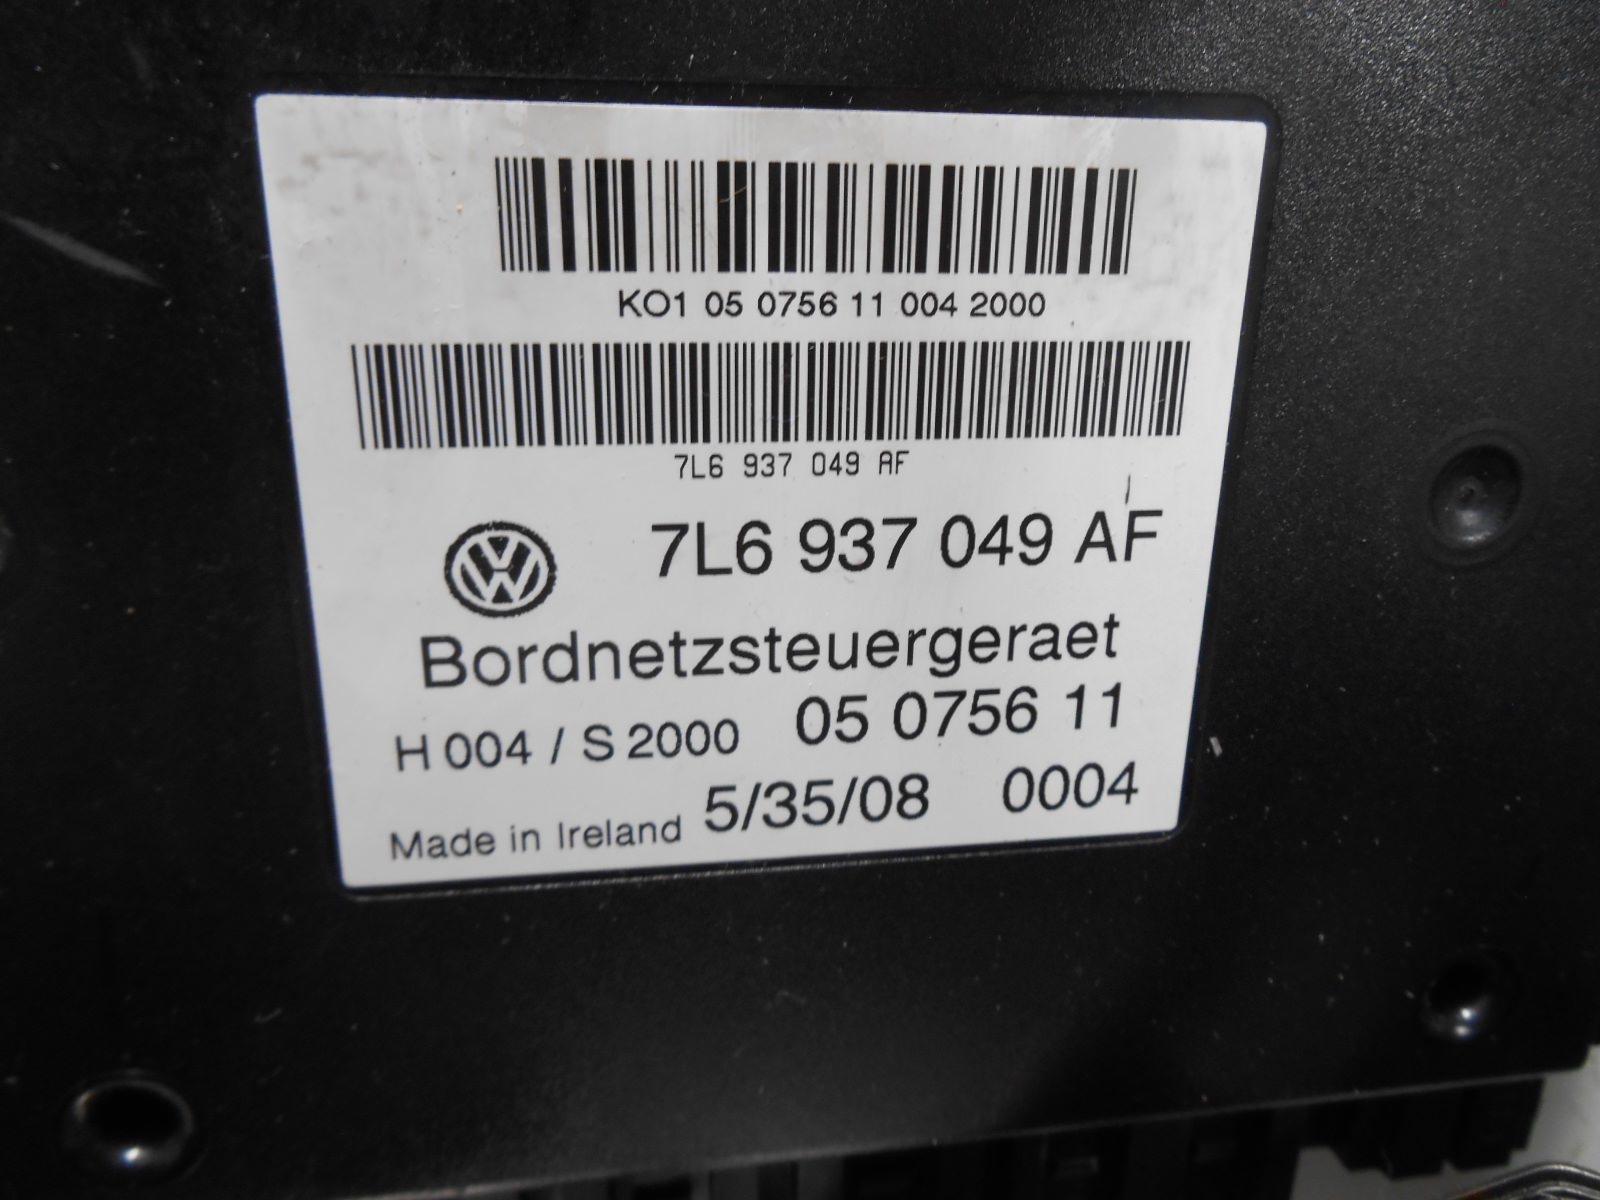 KO1 05 0756 11 004 2000
7L6 937 049 AF
7L6 937 049 AF
Bordnetzsteuergeraet
H 004 / S 2000 05 0756 11
Made in Ireland 5/35/08 0004